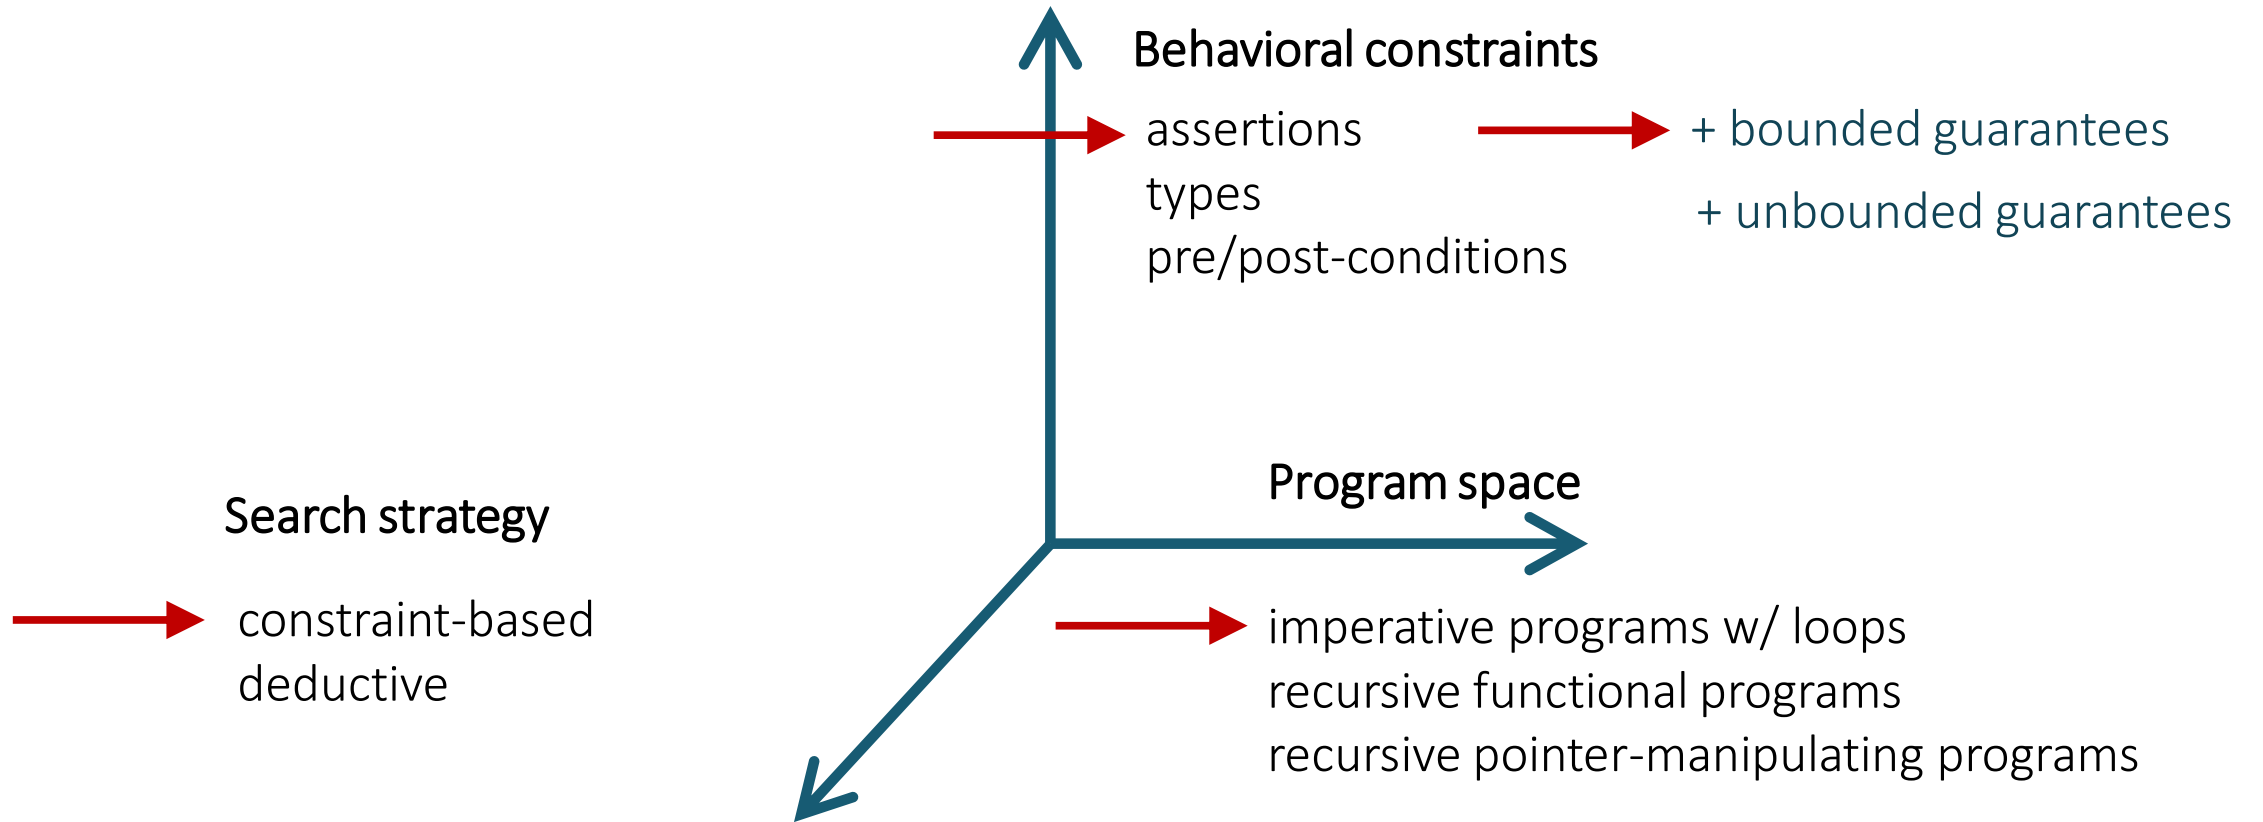 Behavioral constraints
assertions
+ bounded guarantees
types
+ unbounded guarantees
pre/post-conditions
Program space
Search strategy
constraint-based
deductive
imperative programs w/ loops
recursive functional programs
recursive pointer-manipulating programs